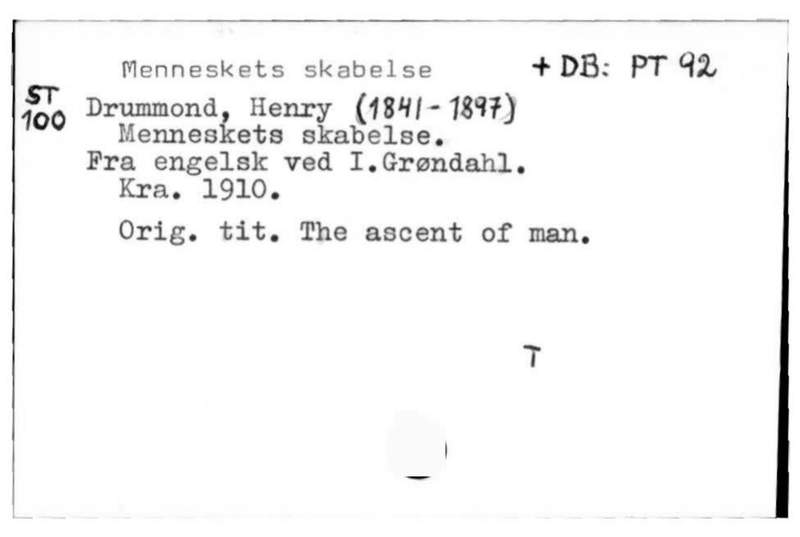 Menneskets skabelse + DB: PT 92
ST
100
Drummond, Henry (1841-1897)
Menneskets skabelse.
Fra engelsk ved I.Grøndahl.
Kra. 1910.
Orig. tit. The ascent of man.
T